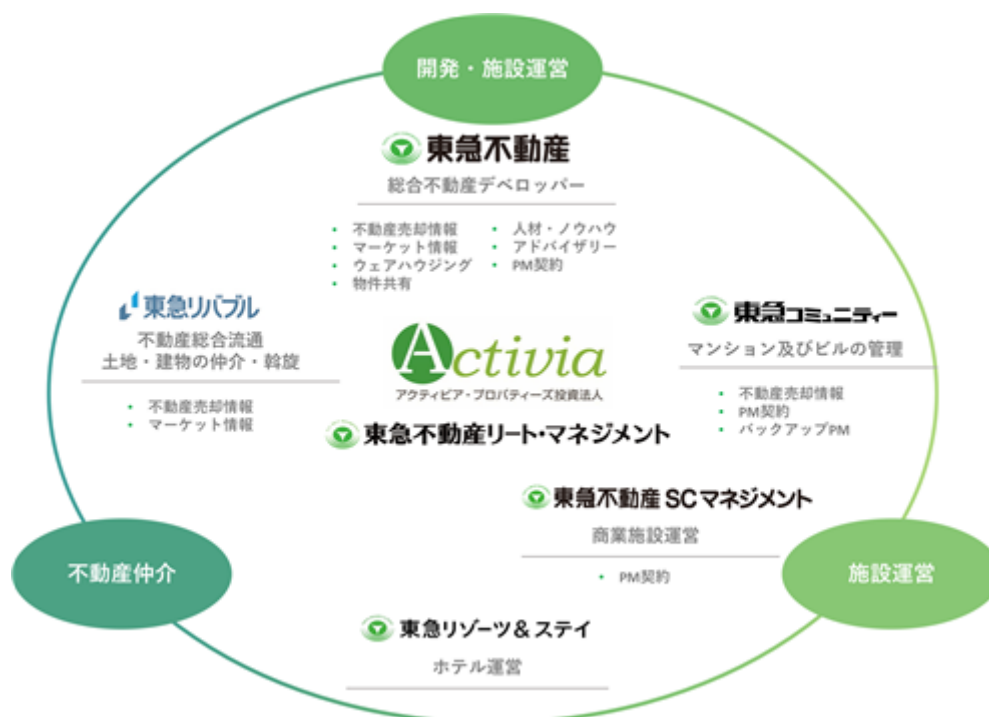 開発・施設運営
東急不動産
総合不動産デベロッパー
・ 不動産売却情報
・ マーケット情報
・ ウェアハウジング
・ 物件共有
・ 人材・ノウハウ
・ アドバイザリー
・ PM契約
東急リバブル
不動産総合流通
土地・建物の仲介・斡旋
・ 不動産売却情報
・ マーケット情報
Activia
アクティビア・プロパティーズ投資法人
東急不動産リート・マネジメント
東急コミュニティー
マンション及びビルの管理
・ 不動産売却情報
・ PM契約
・ バックアップPM
東急不動産 SC マネジメント
商業施設運営
・ PM契約
不動産仲介
施設運営
東急リゾーツ&ステイ
ホテル運営